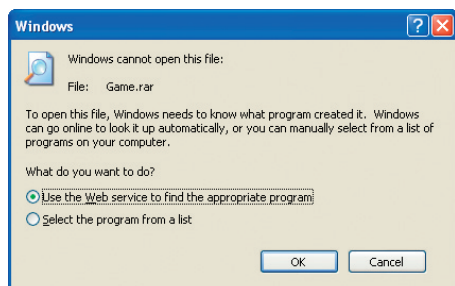 Windows
Windows cannot open this file:
File: Game.rar
To open this file, Windows needs to know what program created it. Windows
can go online to look it up automatically, or you can manually select from a list of
programs on your computer.
What do you want to do?
Use the Web service to find the appropriate program
Select the program from a list
OK Cancel